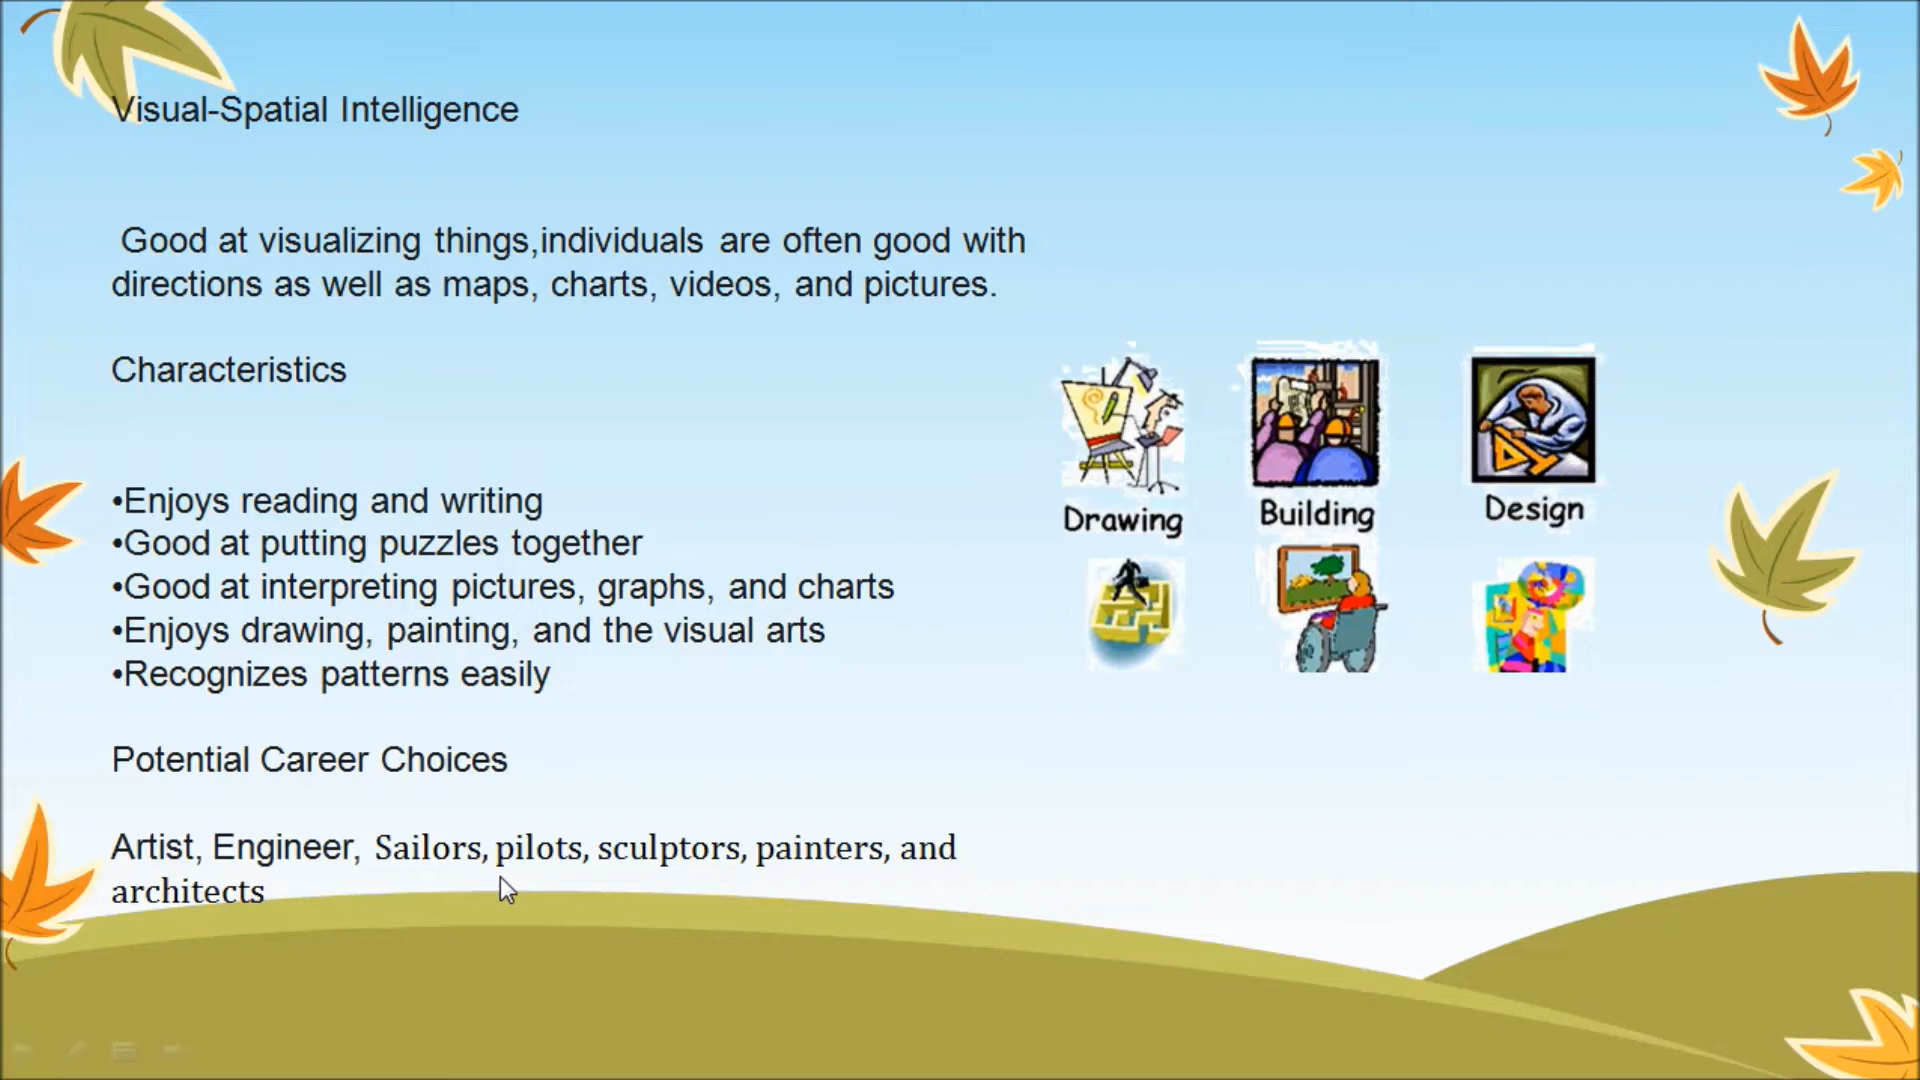 Visual-Spatial Intelligence
Good at visualizing things,individuals are often good with
directions as well as maps, charts, videos, and pictures.
Characteristics
•Enjoys reading and writing
•Good at putting puzzles together
•Good at interpreting pictures, graphs, and charts
•Enjoys drawing, painting, and the visual arts
•Recognizes patterns easily
Potential Career Choices
Artist, Engineer, Sailors, pilots, sculptors, painters, and
architects
Drawing
Building
Design